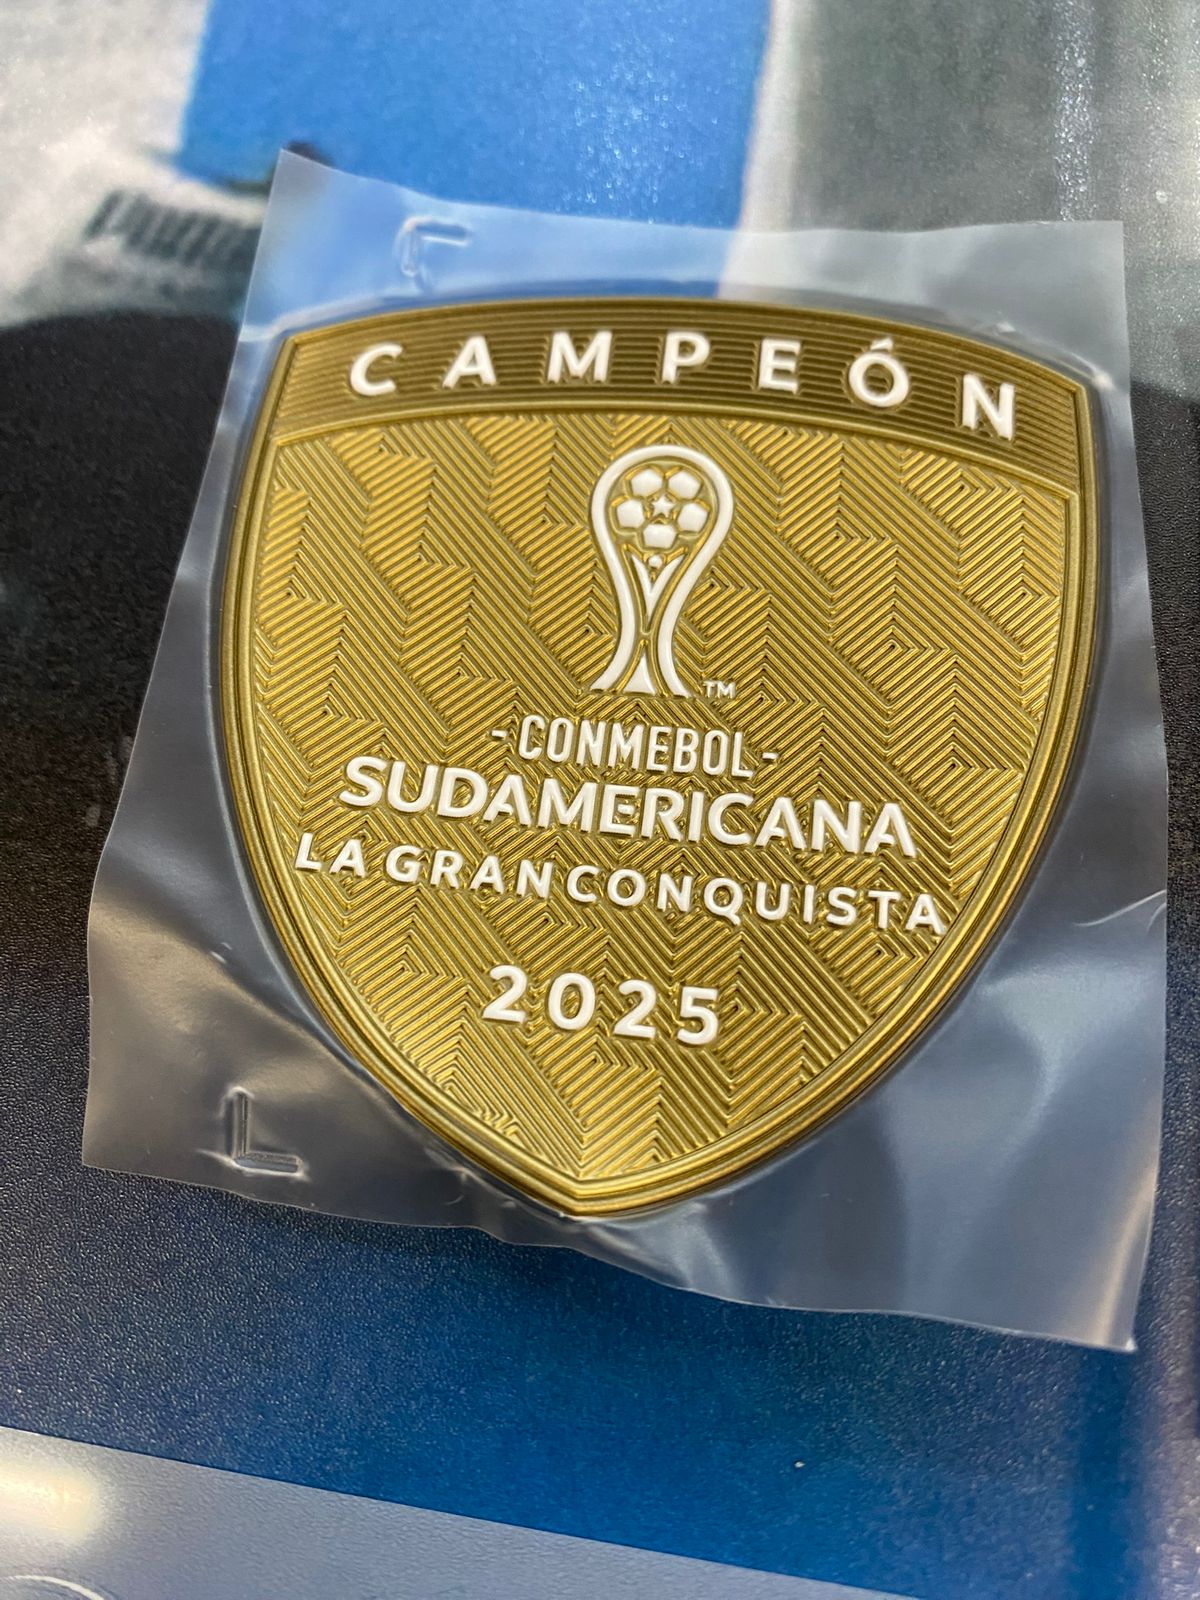 CAMPEÓN
TM
- CONMEBOL -
SUDAMERICANA
LA GRAN CONQUISTA
2025
L